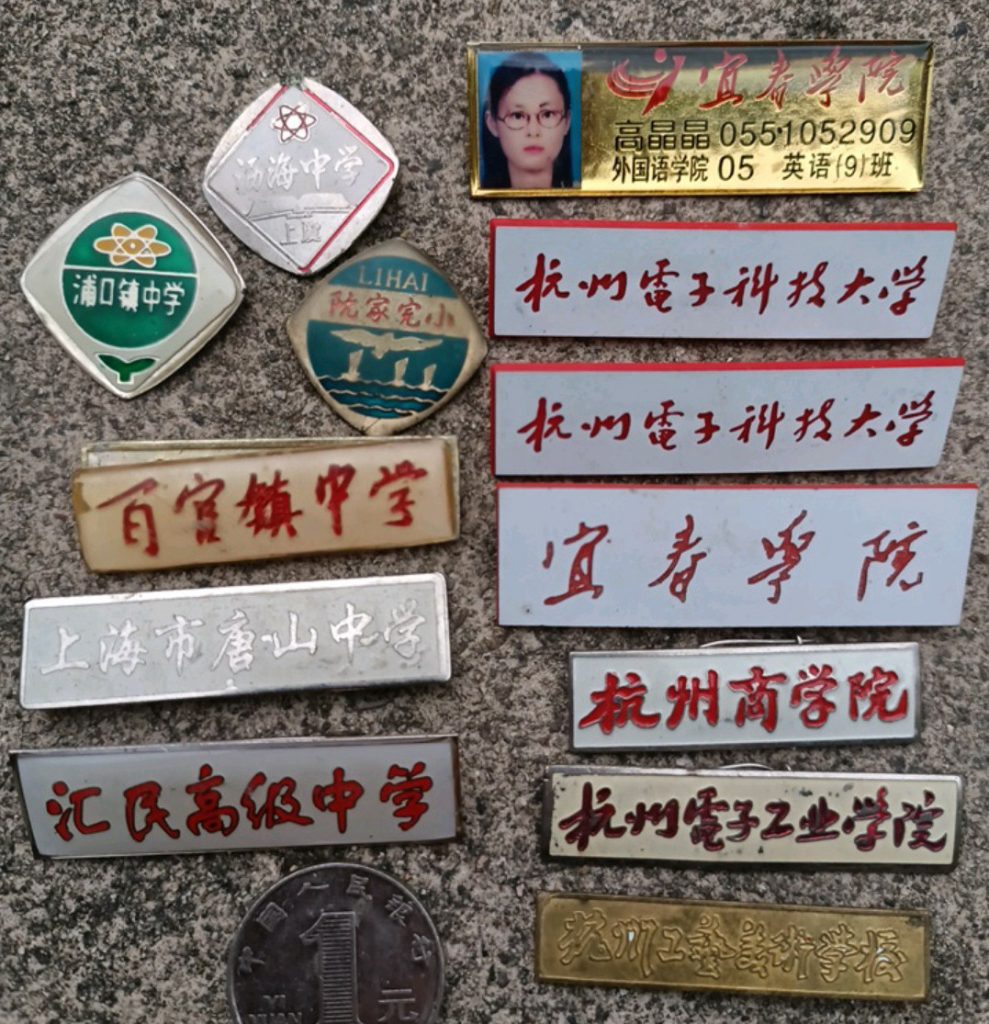 海中学
上虞
浦口镇中学
LIHAI
阮家完小
百官镇中学
上海市唐山中学
汇民高级中学
中国人民银行
1
YI
YUAN
元
宜春學院
高晶晶 0551052909
外国语学院 05 英语(9)班
杭州電子科技大学
杭州電子科技大学
宜春學院
杭州商学院
杭州電子工业学院
杭州工藝美術学校